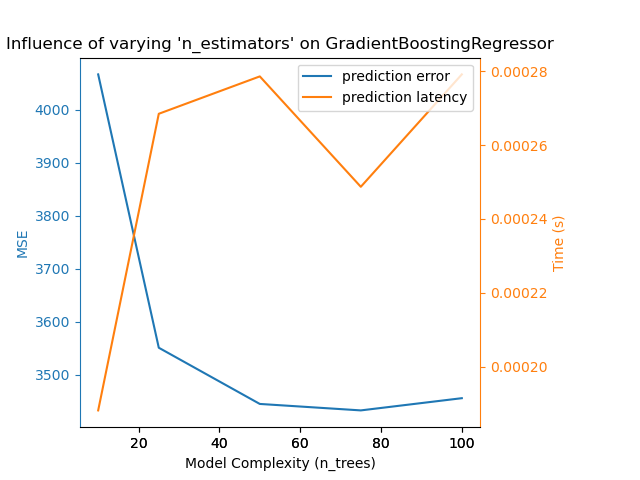 Influence of varying 'n_estimators' on GradientBoostingRegressor
prediction error
prediction latency
4000
3900
3800
3700
3600
3500
MSE
0.00028
0.00026
0.00024
0.00022
0.00020
Time (s)
20 40 60 80 100
Model Complexity (n_trees)